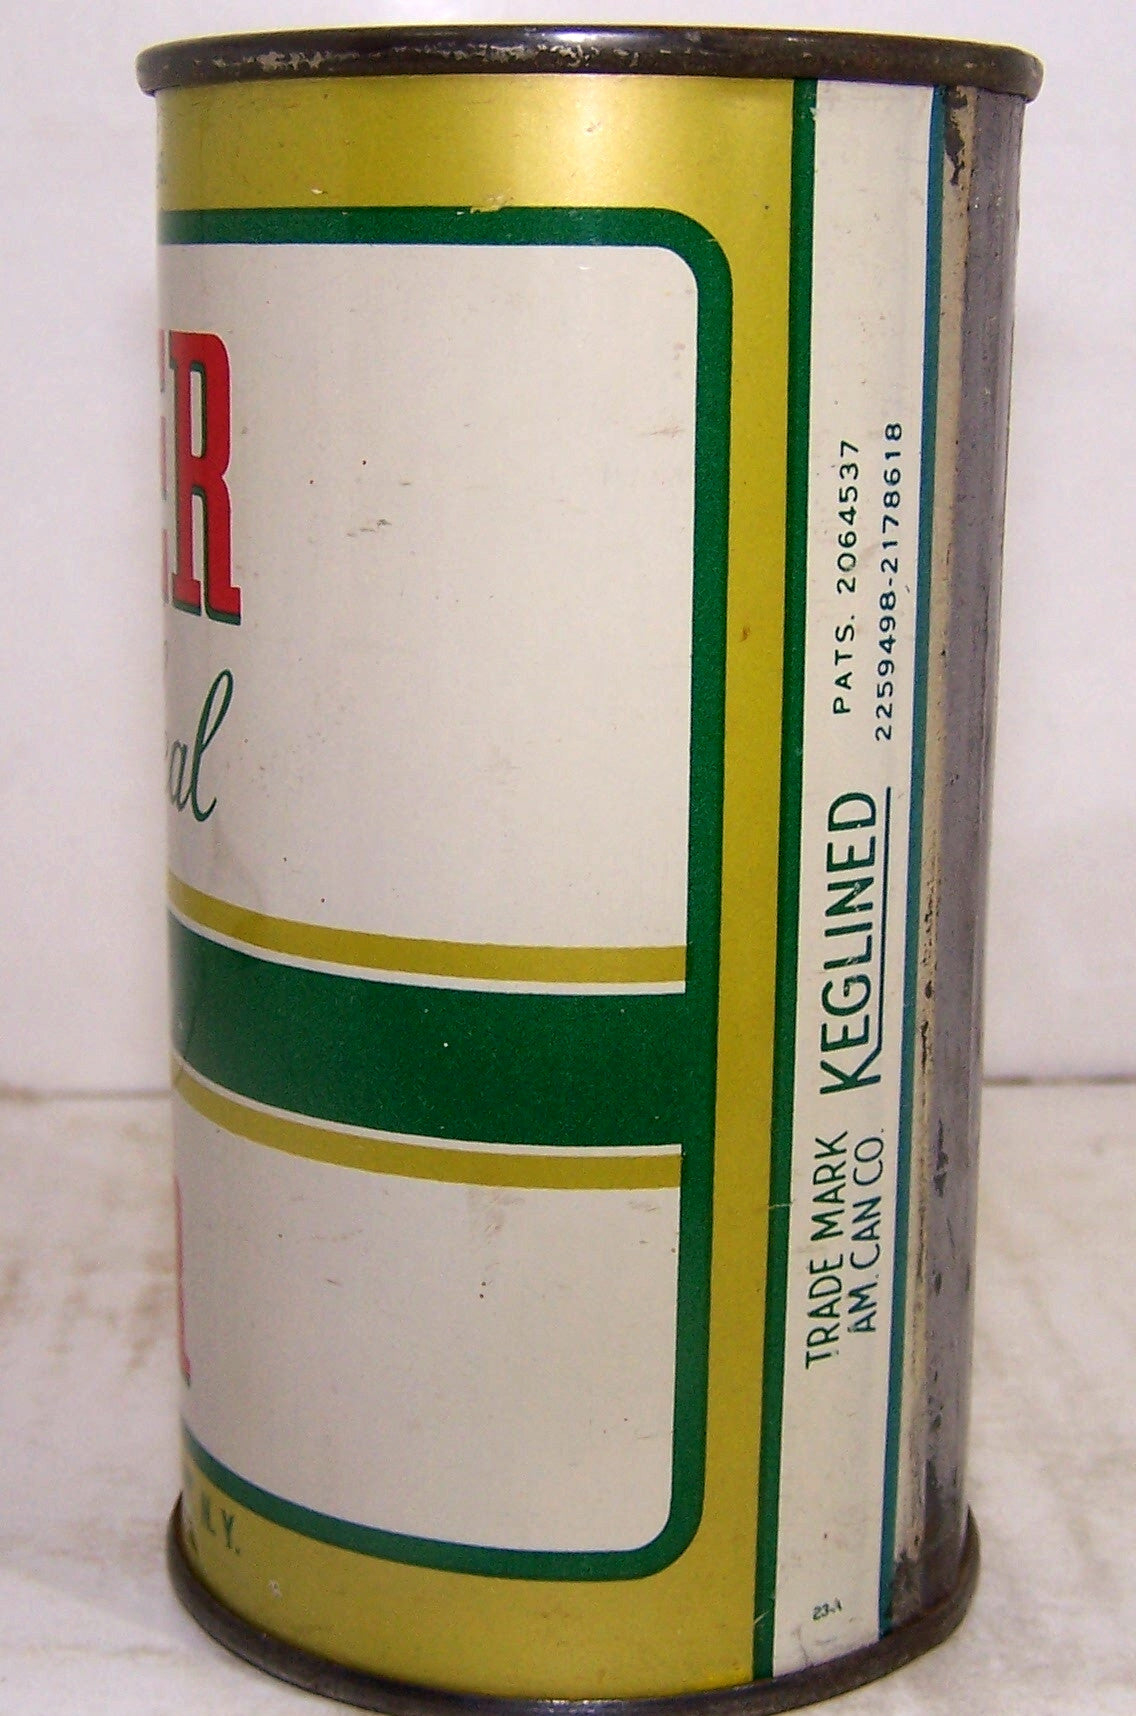 ER
al
N.Y.
PATS. 2064537
2259498-2178618
KEGLINED
TRADE MARK
AM. CAN CO.
23-A